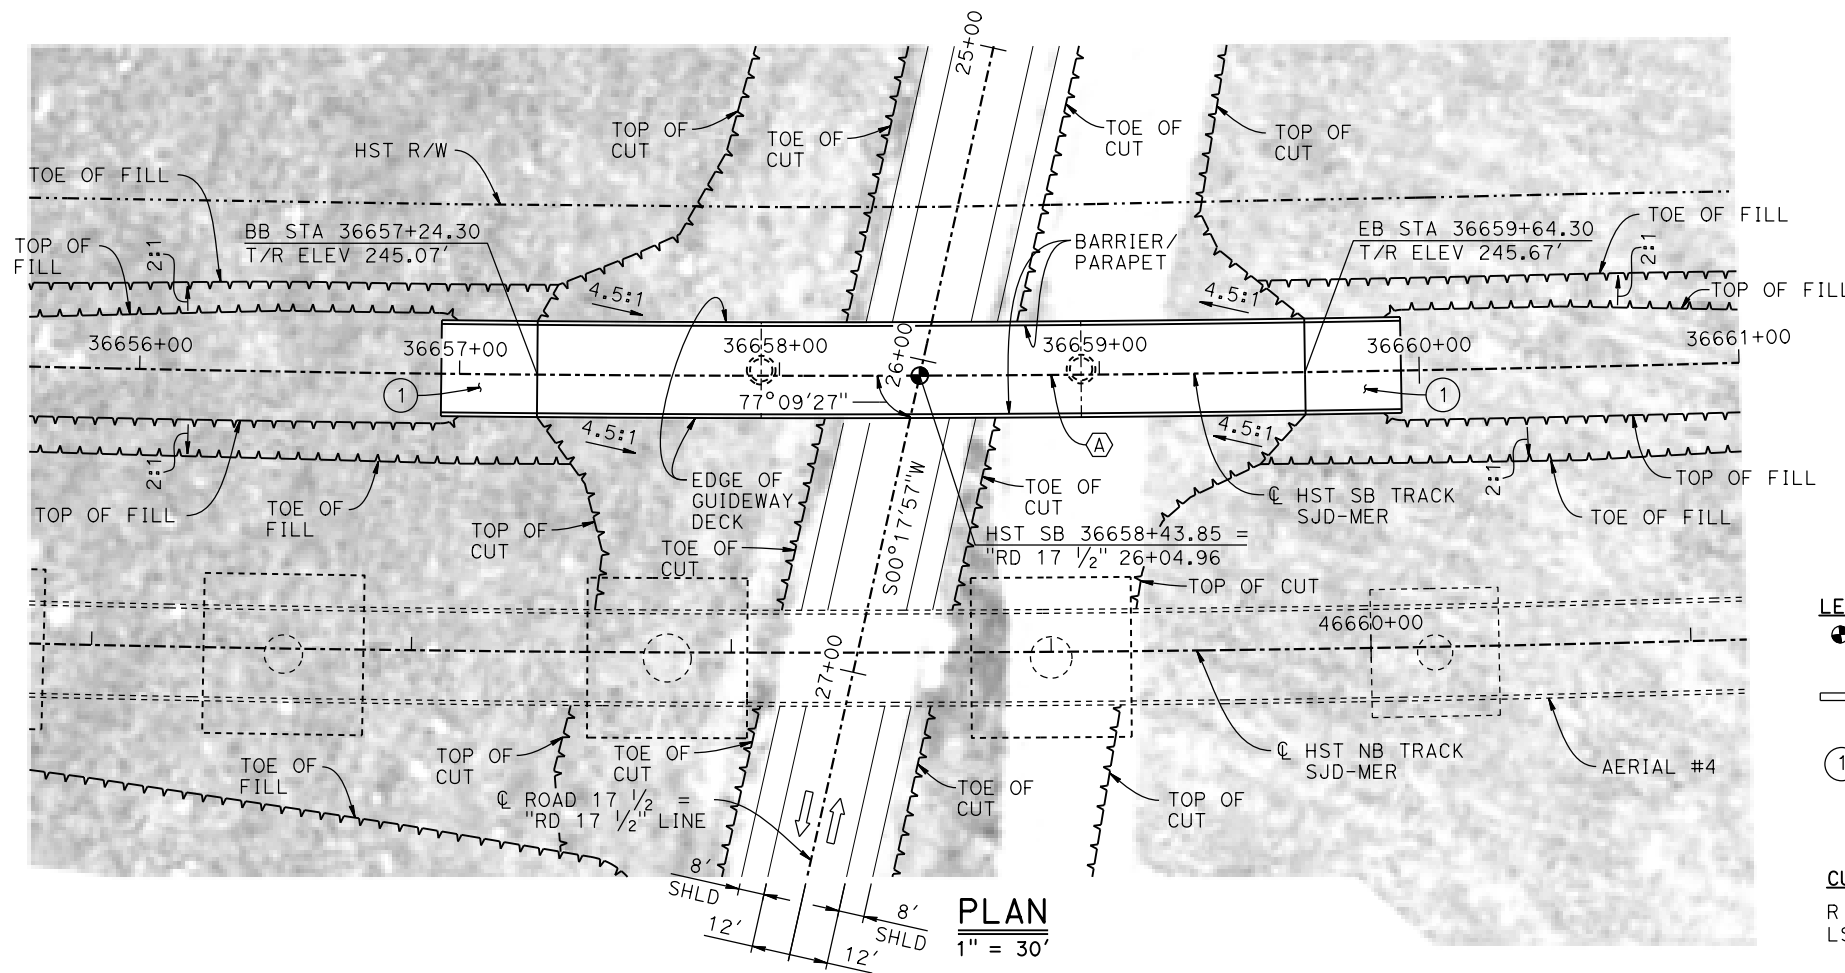 25+00
TOP OF
CUT
TOE OF
CUT
TOE OF
CUT
TOP OF
CUT
HST R/W
TOE OF FILL
TOP OF
FILL
2:1
BB STA 36657+24.30
T/R ELEV 245.07'
BARRIER/
PARAPET
EB STA 36659+64.30
T/R ELEV 245.67'
TOE OF FILL
2:1
TOP OF FILL
4.5:1
4.5:1
36656+00
36657+00
36658+00
26+00
36659+00
36660+00
36661+00
1
77°09'27"
A
1
4.5:1
4.5:1
2:1
TOP OF FILL
TOE OF
FILL
TOP OF
CUT
EDGE OF
GUIDEWAY
DECK
TOE OF
CUT
S00°17'57"W
TOE OF
CUT
HST SB 36658+43.85 =
"RD 17 ½" 26+04.96
℄ HST SB TRACK
SJD-MER
2:1
TOP OF FILL
TOE OF FILL
TOP OF CUT
46660+00
LE
27+00
TOE OF
FILL
TOP OF
CUT
TOE OF
CUT
℄ ROAD 17 ½ =
"RD 17 ½" LINE
TOE OF
CUT
TOP OF
CUT
℄ HST NB TRACK
SJD-MER
AERIAL #4
1
8'
SHLD
12'
12'
8'
SHLD
PLAN
1" = 30'
CU
R
LS